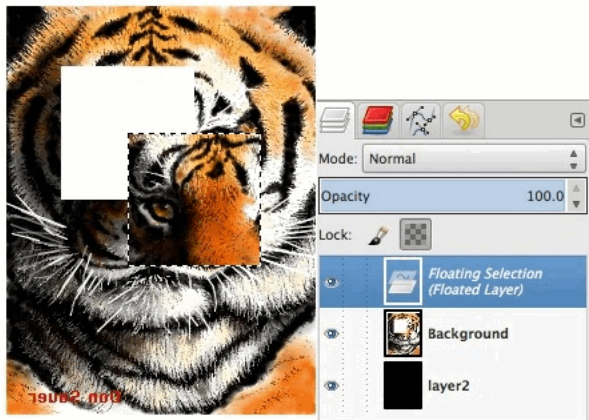 Mode: Normal
Opacity 100.0
Lock:
Floating Selection
(Floated Layer)
Background
layer2
Don Sauer